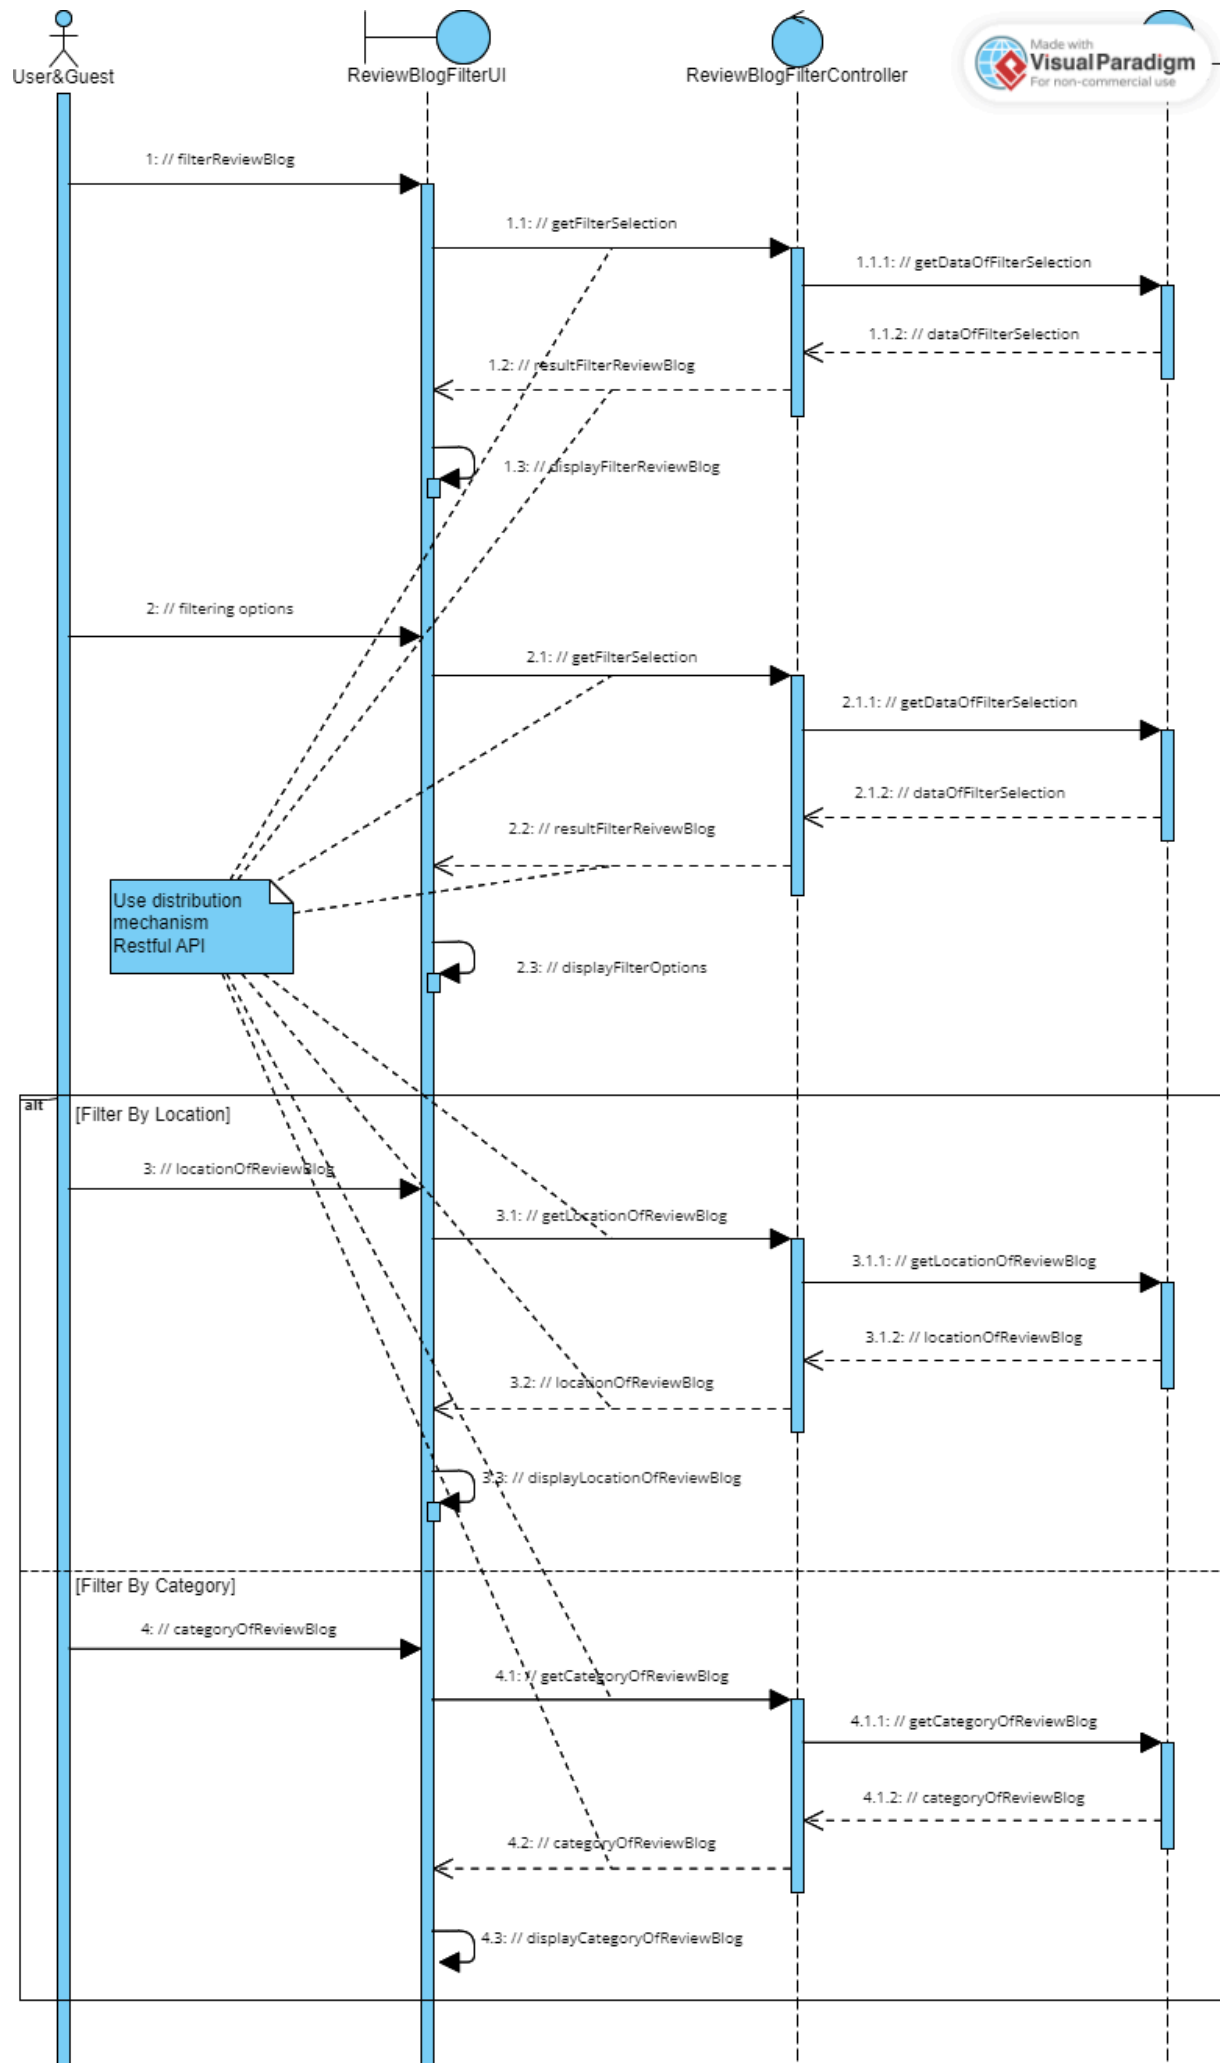 User&Guest
ReviewBlogFilterUI
ReviewBlogFilterController
Made with
VisualParadigm
For non-commercial use
1: // filterReviewBlog
1.1: // getFilterSelection
1.1.1: // getDataOfFilterSelection
1.1.2: // dataOfFilterSelection
1.2: // resultFilterReviewBlog
1.3: // displayFilterReviewBlog
2: // filtering options
2.1: // getFilterSelection
2.1.1: // getDataOfFilterSelection
2.1.2: // dataOfFilterSelection
2.2: // resultFilterReivewBlog
Use distribution
mechanism
Restful API
2.3: // displayFilterOptions
alt
[Filter By Location]
3: // locationOfReviewBlog
3.1: // getLocationOfReviewBlog
3.1.1: // getLocationOfReviewBlog
3.1.2: // locationOfReviewBlog
3.2: // locationOfReviewBlog
3.3: // displayLocationOfReviewBlog
[Filter By Category]
4: // categoryOfReviewBlog
4.1: // getCategoryOfReviewBlog
4.1.1: // getCategoryOfReviewBlog
4.1.2: // categoryOfReviewBlog
4.2: // categoryOfReviewBlog
4.3: // displayCategoryOfReviewBlog